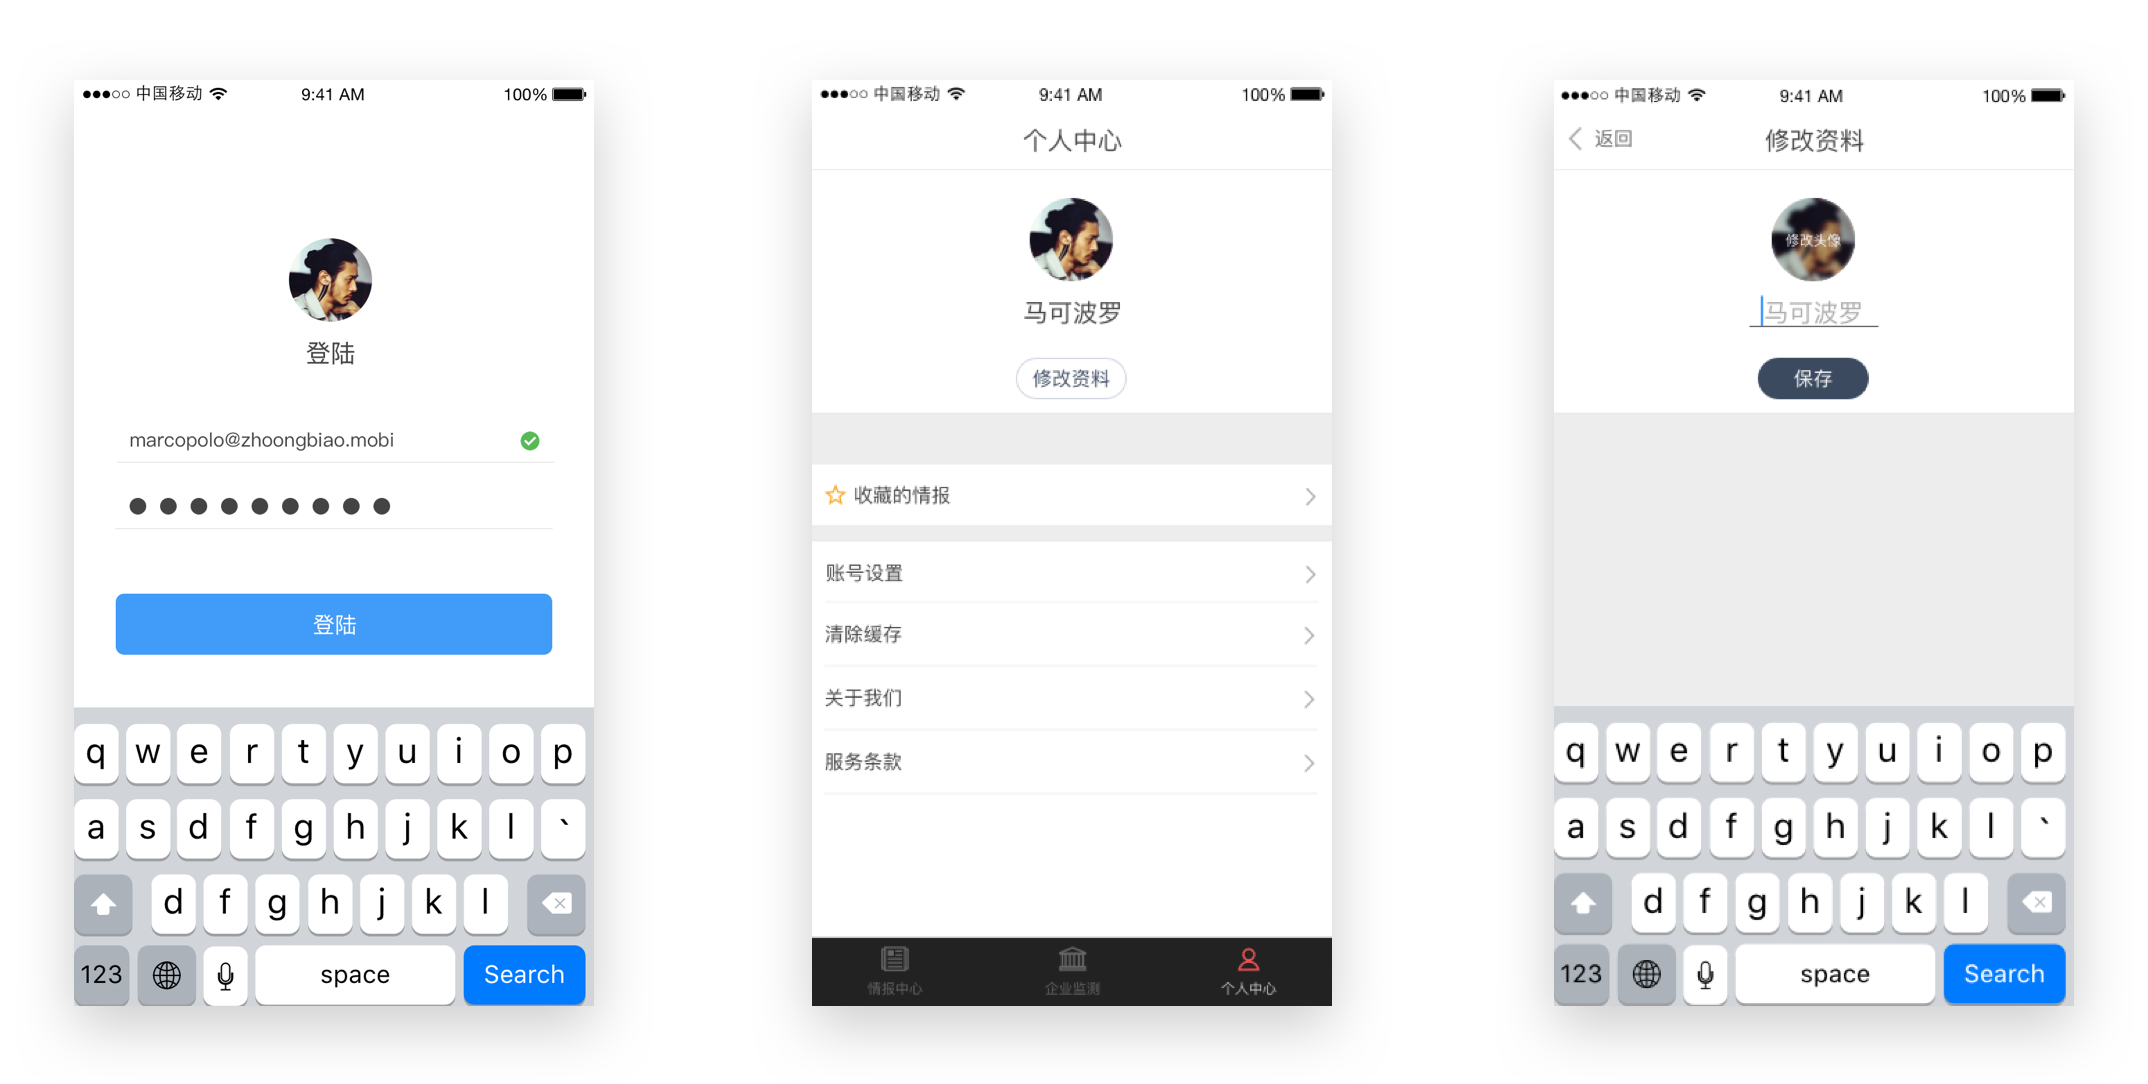 中国移动 9:41 AM 100%
登陆
marcopolo@zhoongbiao.mobi
登陆
q w e r t y u i o p
a s d f g h j k l `
d f g h j k l
123 space Search
中国移动 9:41 AM 100%
个人中心
马可波罗
修改资料
收藏的情报
账号设置
清除缓存
关于我们
服务条款
情报中心 企业监测 个人中心
中国移动 9:41 AM 100%
返回 修改资料
修改头像
马可波罗
保存
q w e r t y u i o p
a s d f g h j k l `
d f g h j k l
123 space Search